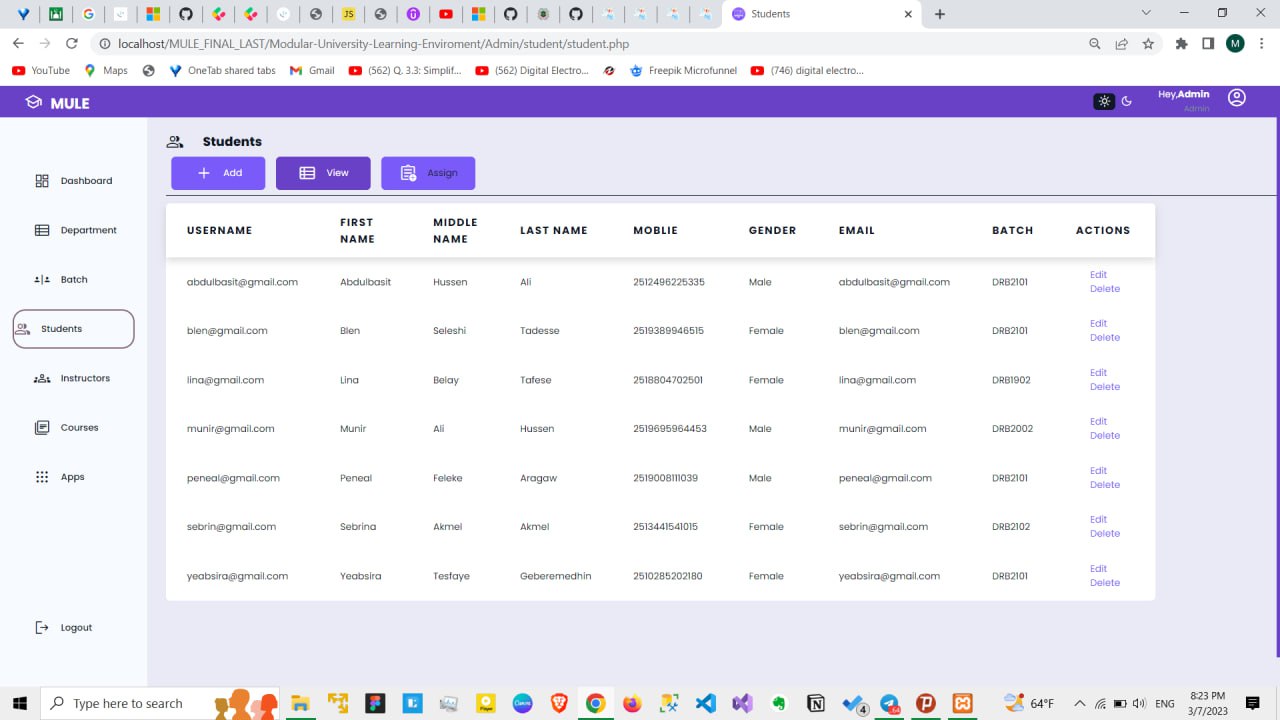 Students
localhost/MULE_FINAL_LAST/Modular-University-Learning-Enviroment/Admin/student/student.php
M
YouTube Maps OneTab shared tabs Gmail (562) Q, 3.3: Simplif... (562) Digital Electro... Freepik Microfunnel (746) digital electro...
MULE
Hey,Admin
Admin
Dashboard
Department
Batch
Students
Instructors
Courses
Apps
Logout
Students
Add View Assign
USERNAME FIRST NAME MIDDLE NAME LAST NAME MOBLIE GENDER EMAIL BATCH ACTIONS
abdulbasit@gmail.com Abdulbasit Hussen Ali 2512496225335 Male abdulbasit@gmail.com DRB2101 Edit Delete
blen@gmail.com Blen Seleshi Tadesse 2519389946515 Female blen@gmail.com DRB2101 Edit Delete
lina@gmail.com Lina Belay Tafese 2518804702501 Female lina@gmail.com DRB1902 Edit Delete
munir@gmail.com Munir Ali Hussen 2519695964453 Male munir@gmail.com DRB2002 Edit Delete
peneal@gmail.com Peneal Feleke Aragaw 2519008111039 Male peneal@gmail.com DRB2101 Edit Delete
sebrin@gmail.com Sebrina Akmel Akmel 2513441541015 Female sebrin@gmail.com DRB2102 Edit Delete
yeabsira@gmail.com Yeabsira Tesfaye Geberemedhin 2510285202180 Female yeabsira@gmail.com DRB2101 Edit Delete
Type here to search
64°F
ENG
8:23 PM
3/7/2023